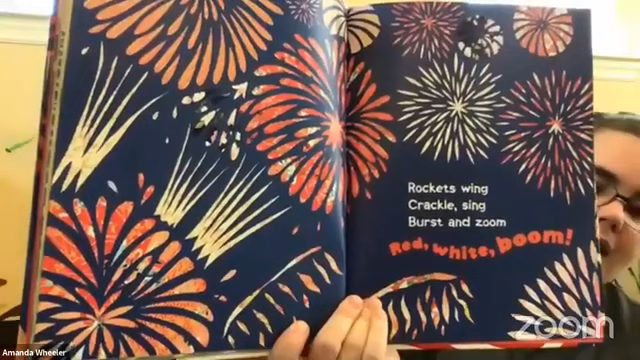 Rockets wing
Crackle, sing
Burst and zoom
Red, white, boom!
Amanda Wheeler
zoom